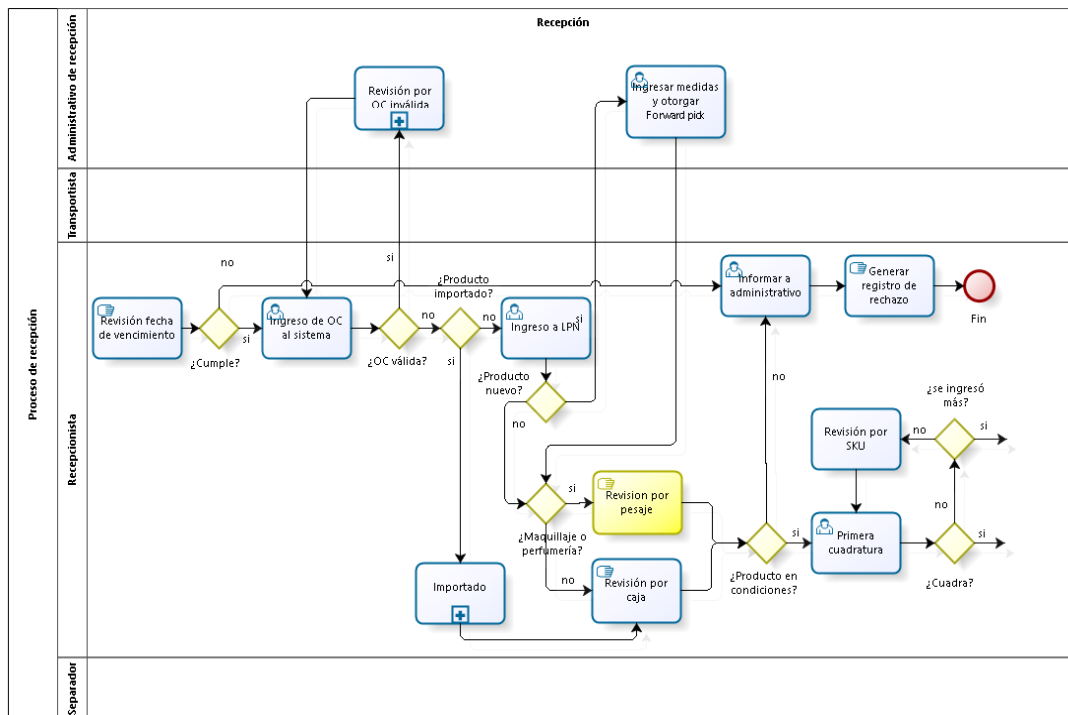 Proceso de recepción
Recepción
Administrativo de recepción
Revisión por
OC inválida
Ingresar medidas
y otorgar
Forward pick
Transportista
Recepcionista
Revisión fecha
de vencimiento
¿Cumple?
no
si
Ingreso de OC
al sistema
¿OC válida?
si
no
¿Producto
importado?
no
si
Ingreso a LPN
¿Producto
nuevo?
si
no
¿Maquillaje o
perfumería?
si
no
Revision por
pesaje
Importado
Revisión por
caja
¿Producto en
condiciones?
no
si
Informar a
administrativo
Generar
registro de
rechazo
Fin
Revisión por
SKU
Primera
cuadratura
¿Cuadra?
no
si
¿se ingresó
más?
no
si
Separador